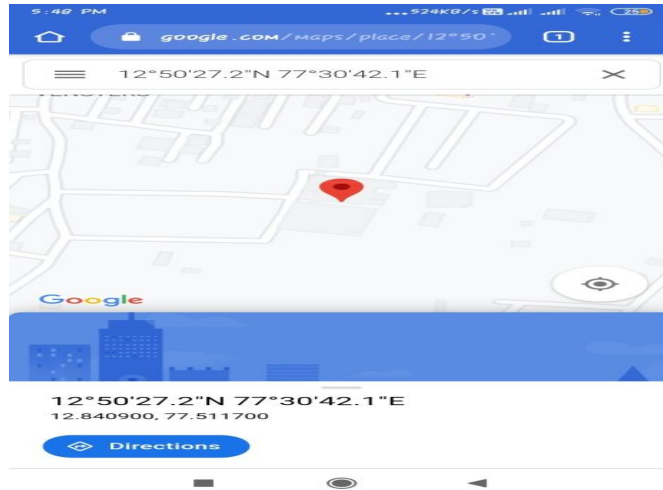 5:48 PM ...524KB/s 25
google.com/maps/place/12°50'
1
12°50'27.2"N 77°30'42.1"E
Google
12°50'27.2"N 77°30'42.1"E
12.840900, 77.511700
Directions